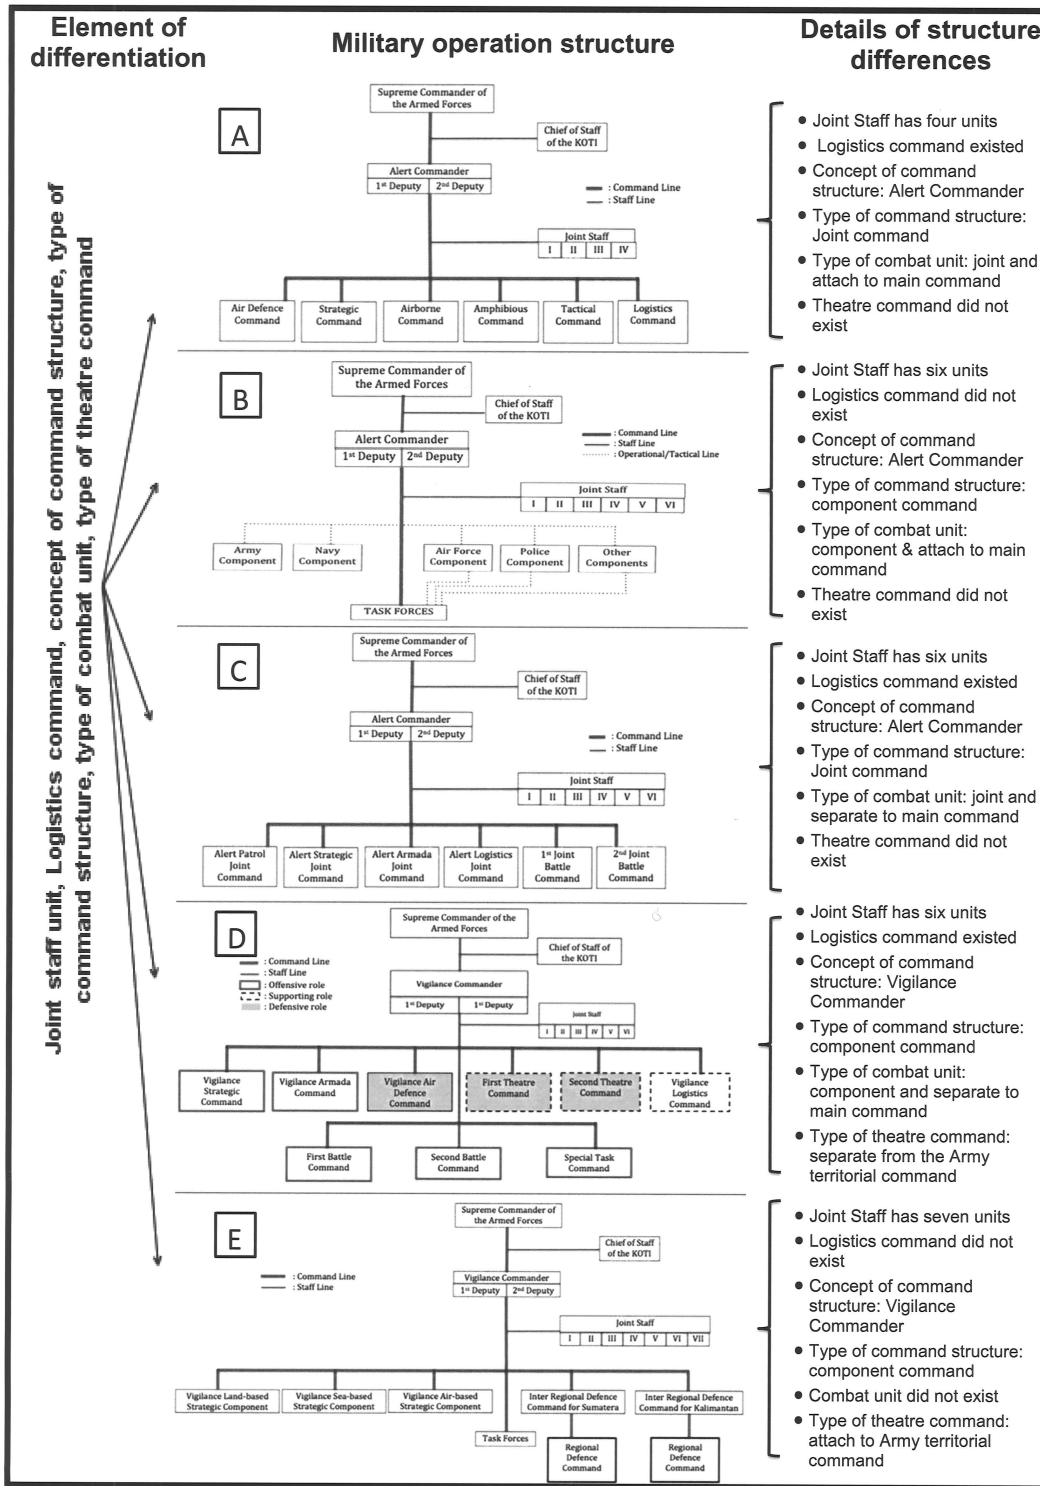 Element of
differentiation
Military operation structure
Details of structure
differences
Joint staff unit, Logistics command, concept of command structure, type of
command structure, type of combat unit, type of theatre command
A
Supreme Commander of
the Armed Forces
Chief of Staff
of the KOTI
Alert Commander
1st Deputy 2nd Deputy
: Command Line
: Staff Line
Joint Staff
I II III IV
Air Defence
Command
Strategic
Command
Airborne
Command
Amphibious
Command
Tactical
Command
Logistics
Command
• Joint Staff has four units
• Logistics command existed
• Concept of command
structure: Alert Commander
• Type of command structure:
Joint command
• Type of combat unit: joint and
attach to main command
• Theatre command did not
exist
B
Supreme Commander of
the Armed Forces
Chief of Staff
of the KOTI
Alert Commander
1st Deputy 2nd Deputy
: Command Line
: Staff Line
: Operational/Tactical Line
Joint Staff
I II III IV V VI
Army
Component
Navy
Component
Air Force
Component
Police
Component
Other
Components
TASK FORCES
• Joint Staff has six units
• Logistics command did not
exist
• Concept of command
structure: Alert Commander
• Type of command structure:
component command
• Type of combat unit:
component & attach to main
command
• Theatre command did not
exist
C
Supreme Commander of
the Armed Forces
Chief of Staff
of the KOTI
Alert Commander
1st Deputy 2nd Deputy
: Command Line
: Staff Line
Joint Staff
I II III IV V VI
Alert Patrol
Joint
Command
Alert Strategic
Joint
Command
Alert Armada
Joint
Command
Alert Logistics
Joint
Command
1st Joint
Battle
Command
2nd Joint
Battle
Command
• Joint Staff has six units
• Logistics command existed
• Concept of command
structure: Alert Commander
• Type of command structure:
Joint command
• Type of combat unit: joint and
separate to main command
• Theatre command did not
exist
D
Supreme Commander of the
Armed Forces
Chief of Staff of
the KOTI
: Command Line
: Staff Line
: Offensive role
: Supporting role
: Defensive role
Vigilance Commander
1st Deputy 1st Deputy
Joint Staff
I II III IV V VI
Vigilance
Strategic
Command
Vigilance Armada
Command
Vigilance Air
Defence
Command
First Theatre
Command
Second Theatre
Command
Vigilance
Logistics
Command
First Battle
Command
Second Battle
Command
Special Task
Command
• Joint Staff has six units
• Logistics command existed
• Concept of command
structure: Vigilance
Commander
• Type of command structure:
component command
• Type of combat unit:
component and separate to
main command
• Type of theatre command:
separate from the Army
territorial command
E
Supreme Commander of
the Armed Forces
Chief of Staff
of the KOTI
: Command Line
: Staff Line
Vigilance Commander
1st Deputy 2nd Deputy
Joint Staff
I II III IV V VI VII
Vigilance Land-based
Strategic Component
Vigilance Sea-based
Strategic Component
Vigilance Air-based
Strategic Component
Inter Regional Defence
Command for Sumatera
Inter Regional Defence
Command for Kalimantan
Task Forces
Regional
Defence
Command
Regional
Defence
Command
• Joint Staff has seven units
• Logistics command did not
exist
• Concept of command
structure: Vigilance
Commander
• Type of command structure:
component command
• Combat unit did not exist
• Type of theatre command:
attach to Army territorial
command